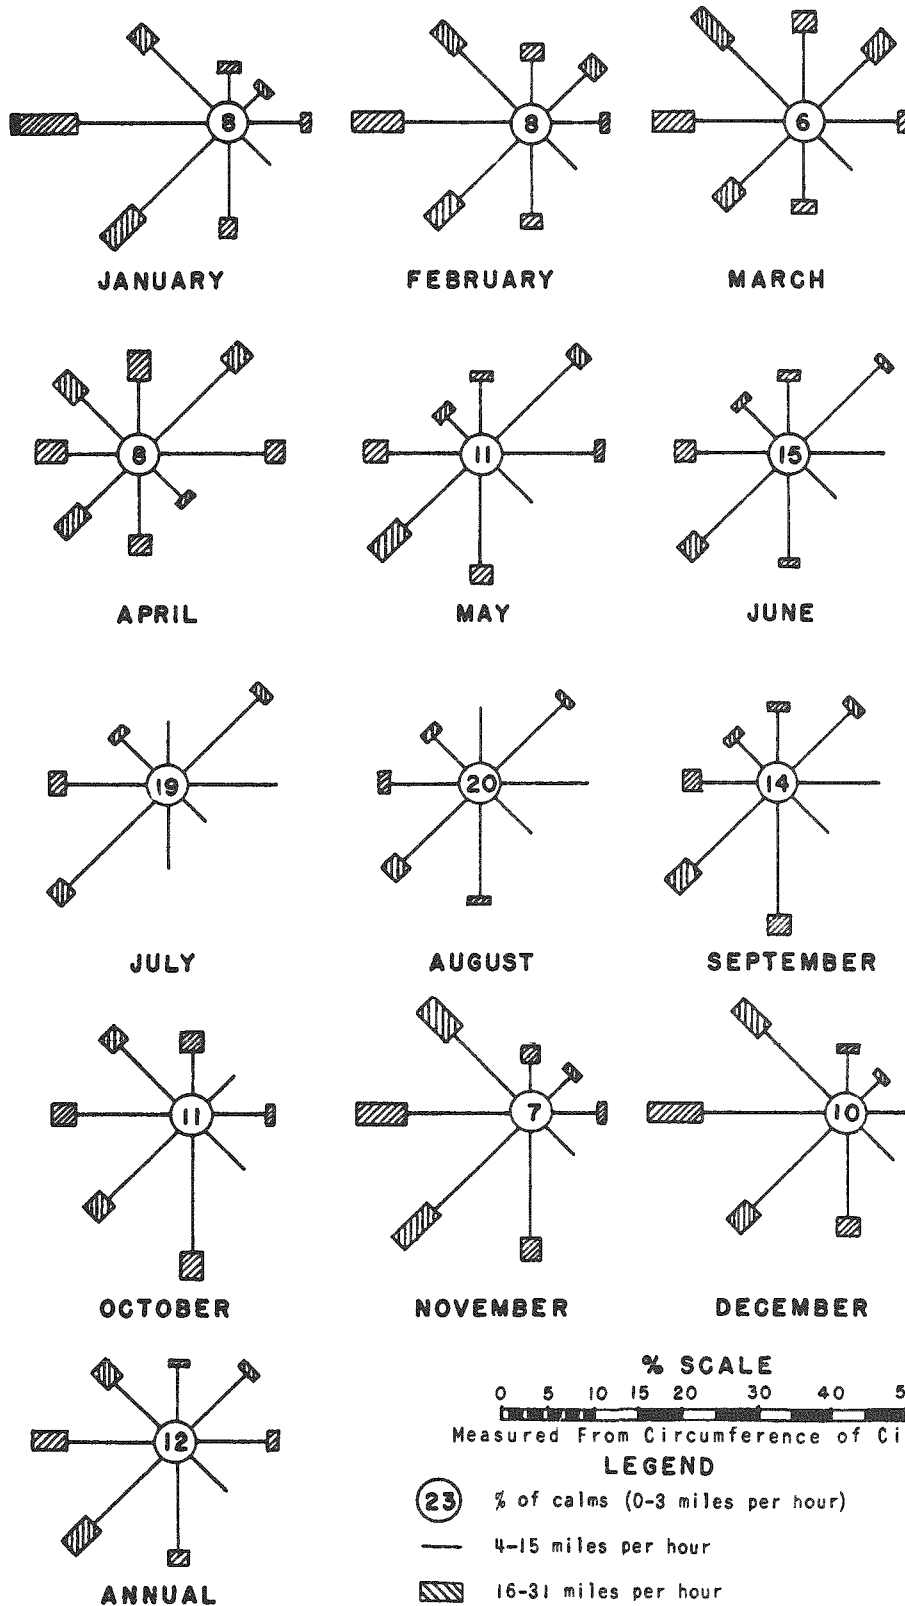 8 8 6
JANUARY FEBRUARY MARCH
8 11 15
APRIL MAY JUNE
19 20 14
JULY AUGUST SEPTEMBER
11 7 10
OCTOBER NOVEMBER DECEMBER
12
ANNUAL
% SCALE
0 5 10 15 20 30 40 5
Measured From Circumference of Ci
LEGEND
23 % of calms (0-3 miles per hour)
4-15 miles per hour
16-31 miles per hour